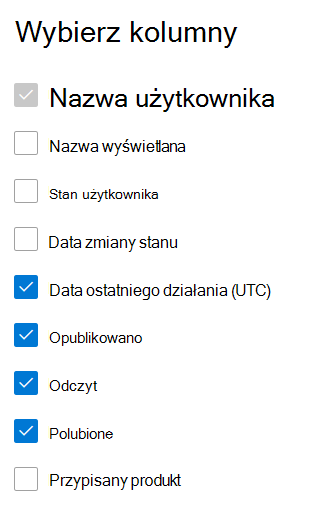 Wybierz kolumny
Nazwa użytkownika
Nazwa wyświetlana
Stan użytkownika
Data zmiany stanu
Data ostatniego działania (UTC)
Opublikowano
Odczyt
Polubione
Przypisany produkt